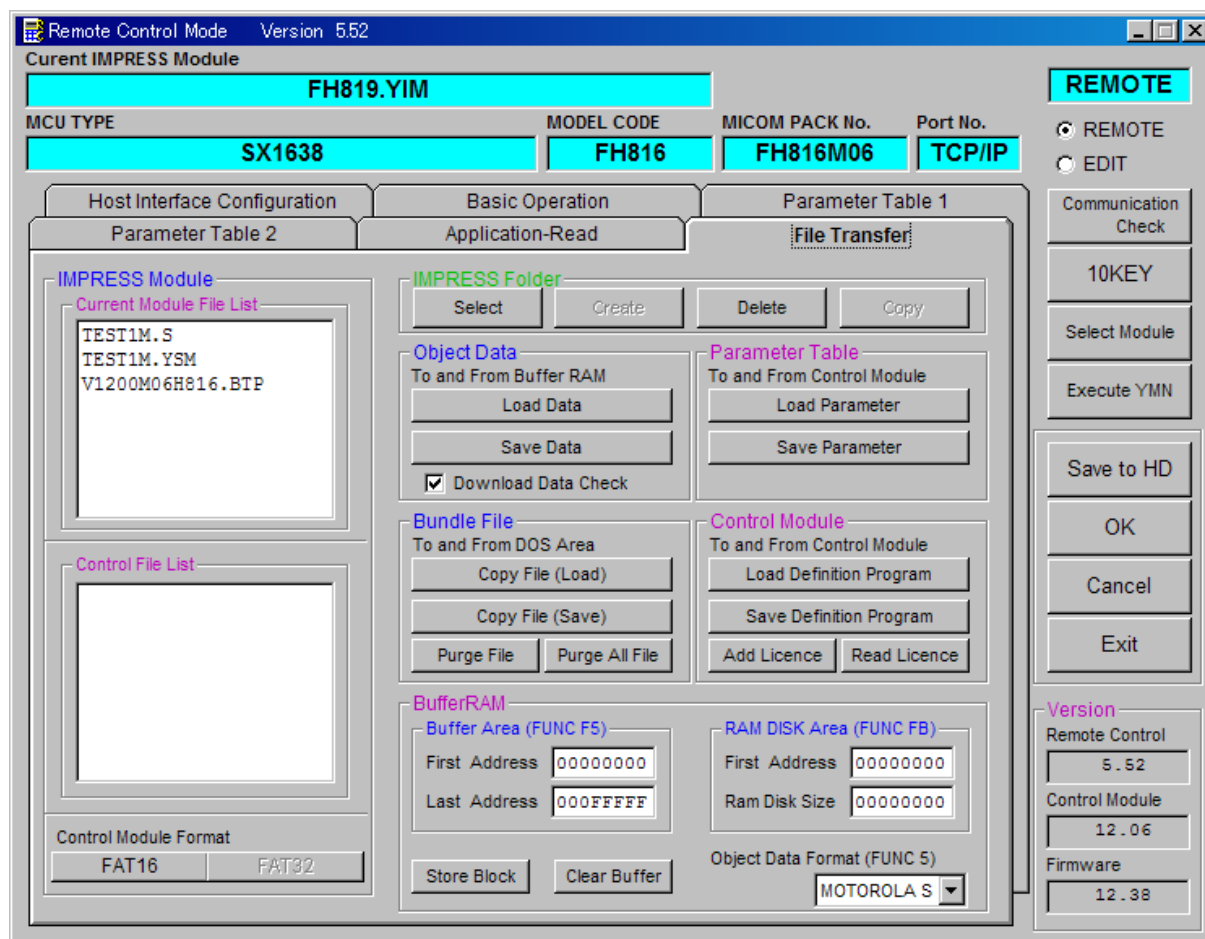 Remote Control Mode Version 5.52
Curent IMPRESS Module
FH819.YIM
REMOTE
MCU TYPE
MODEL CODE
MICOM PACK No.
Port No.
SX1638
FH816
FH816M06
TCP/IP
REMOTE
EDIT
Host Interface Configuration
Basic Operation
Parameter Table 1
Parameter Table 2
Application-Read
File Transfer
IMPRESS Module
Current Module File List
TEST1M.S
TEST1M.YSM
V1200M06H816.BTP
Control File List
Control Module Format
FAT16
FAT32
IMPRESS Folder
Select
Create
Delete
Copy
Object Data
To and From Buffer RAM
Load Data
Save Data
Download Data Check
Parameter Table
To and From Control Module
Load Parameter
Save Parameter
Bundle File
To and From DOS Area
Copy File (Load)
Copy File (Save)
Purge File
Purge All File
Control Module
To and From Control Module
Load Definition Program
Save Definition Program
Add Licence
Read Licence
BufferRAM
Buffer Area (FUNC F5)
First Address
00000000
Last Address
000FFFFF
RAM DISK Area (FUNC FB)
First Address
00000000
Ram Disk Size
00000000
Store Block
Clear Buffer
Object Data Format (FUNC 5)
MOTOROLA S
Communication
Check
10KEY
Select Module
Execute YMN
Save to HD
OK
Cancel
Exit
Version
Remote Control
5.52
Control Module
12.06
Firmware
12.38